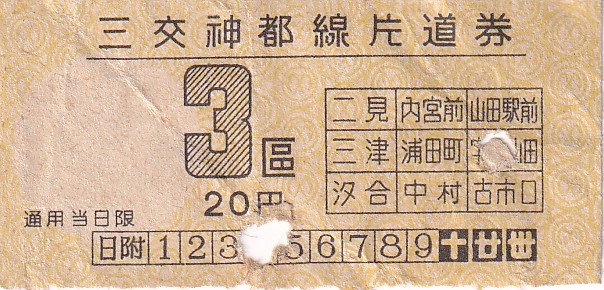 三交神都線片道券
3區
20円
通用当日限
二見 内宮前 山田駅前
三津 浦田町
汐合 中村 古市口
日附 1 2 3 5 6 7 8 9 十 廿 卅